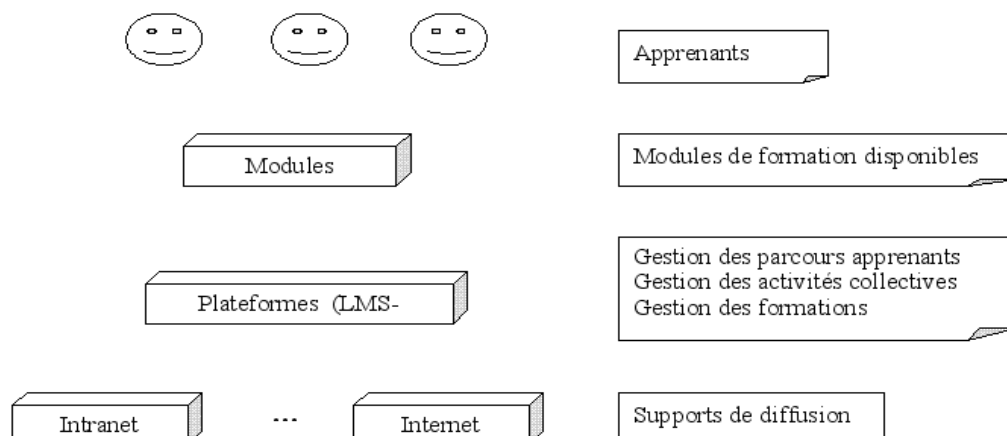 Apprenants
Modules
Modules de formation disponibles
Plateformes (LMS-
Gestion des parcours apprenants
Gestion des activités collectives
Gestion des formations
Intranet
...
Internet
Supports de diffusion